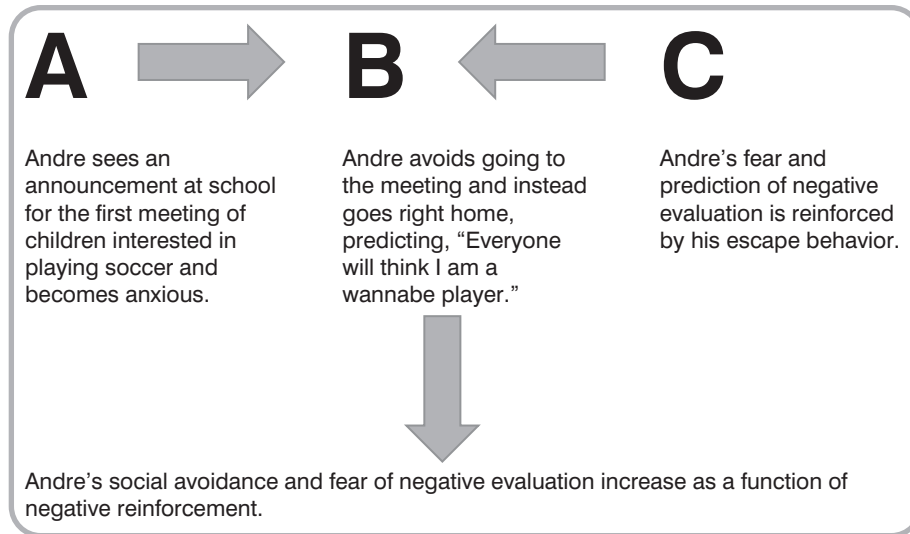 A B C
Andre sees an
announcement at school
for the first meeting of
children interested in
playing soccer and
becomes anxious.
Andre avoids going to
the meeting and instead
goes right home,
predicting, “Everyone
will think I am a
wannabe player.”
Andre’s fear and
prediction of negative
evaluation is reinforced
by his escape behavior.
Andre’s social avoidance and fear of negative evaluation increase as a function of
negative reinforcement.